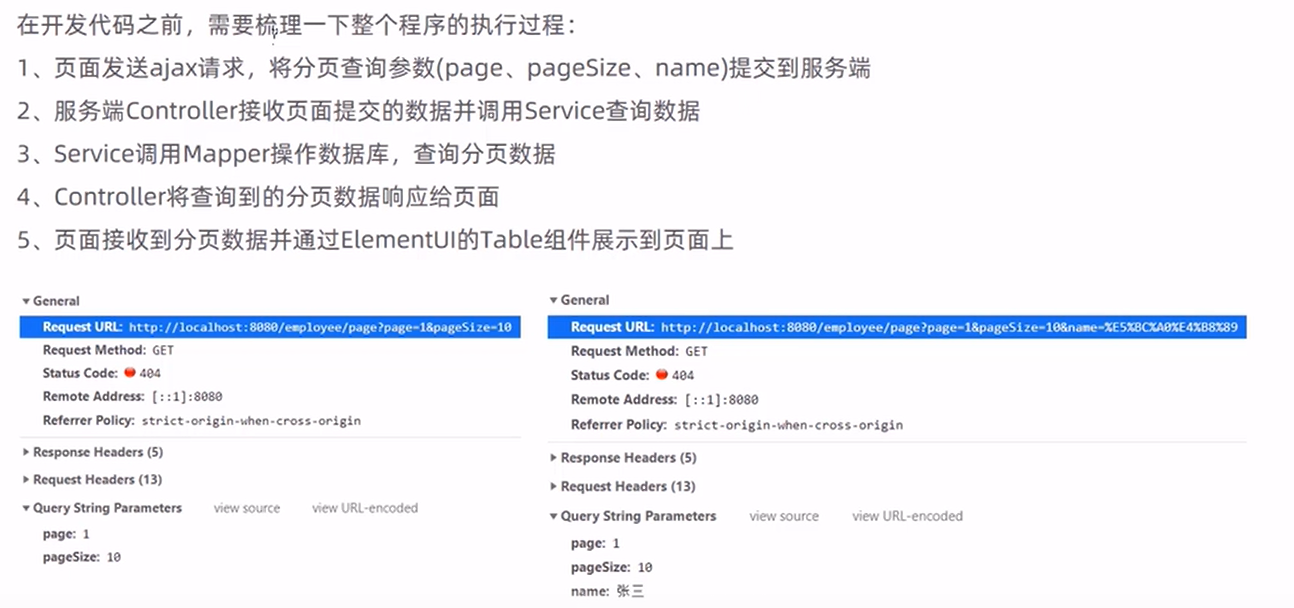 在开发代码之前，需要梳理一下整个程序的执行过程：
1、页面发送ajax请求，将分页查询参数(page、pageSize、name)提交到服务端
2、服务端Controller接收页面提交的数据并调用Service查询数据
3、Service调用Mapper操作数据库，查询分页数据
4、Controller将查询到的分页数据响应给页面
5、页面接收到分页数据并通过ElementUI的Table组件展示到页面上
General
Request URL: http://localhost:8080/employee/page?page=1&pageSize=10
Request Method: GET
Status Code: 404
Remote Address: [::1]:8080
Referrer Policy: strict-origin-when-cross-origin
Response Headers (5)
Request Headers (13)
Query String Parameters view source view URL-encoded
page: 1
pageSize: 10
General
Request URL: http://localhost:8080/employee/page?page=1&pageSize=10&name=%E5%BC%A0%E4%B8%89
Request Method: GET
Status Code: 404
Remote Address: [::1]:8080
Referrer Policy: strict-origin-when-cross-origin
Response Headers (5)
Request Headers (13)
Query String Parameters view source view URL-encoded
page: 1
pageSize: 10
name: 张三